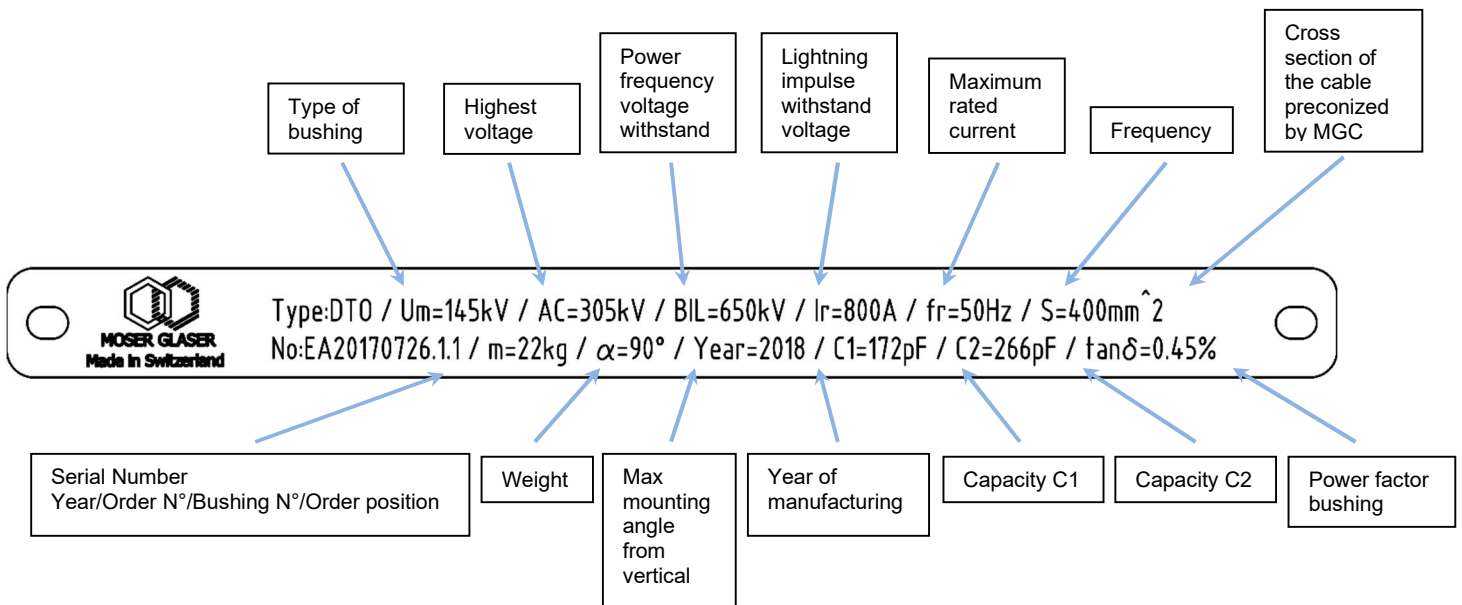 Type of
bushing
Highest
voltage
Power
frequency
voltage
withstand
Lightning
impulse
withstand
voltage
Maximum
rated
current
Frequency
Cross
section of
the cable
preconized
by MGC
MOSER GLASER
Made in Switzerland
Type:DTO / Um=145kV / AC=305kV / BIL=650kV / Ir=800A / fr=50Hz / S=400mm^2
No:EA20170726.1.1 / m=22kg / α=90° / Year=2018 / C1=172pF / C2=266pF / tanδ=0.45%
Serial Number
Year/Order N°/Bushing N°/Order position
Weight
Max
mounting
angle
from
vertical
Year of
manufacturing
Capacity C1
Capacity C2
Power factor
bushing